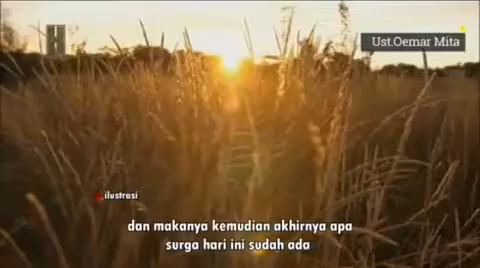 H
Ust.Oemar Mita
ilustrasi
dan makanya kemudian akhirnya apa
surga hari ini sudah ada